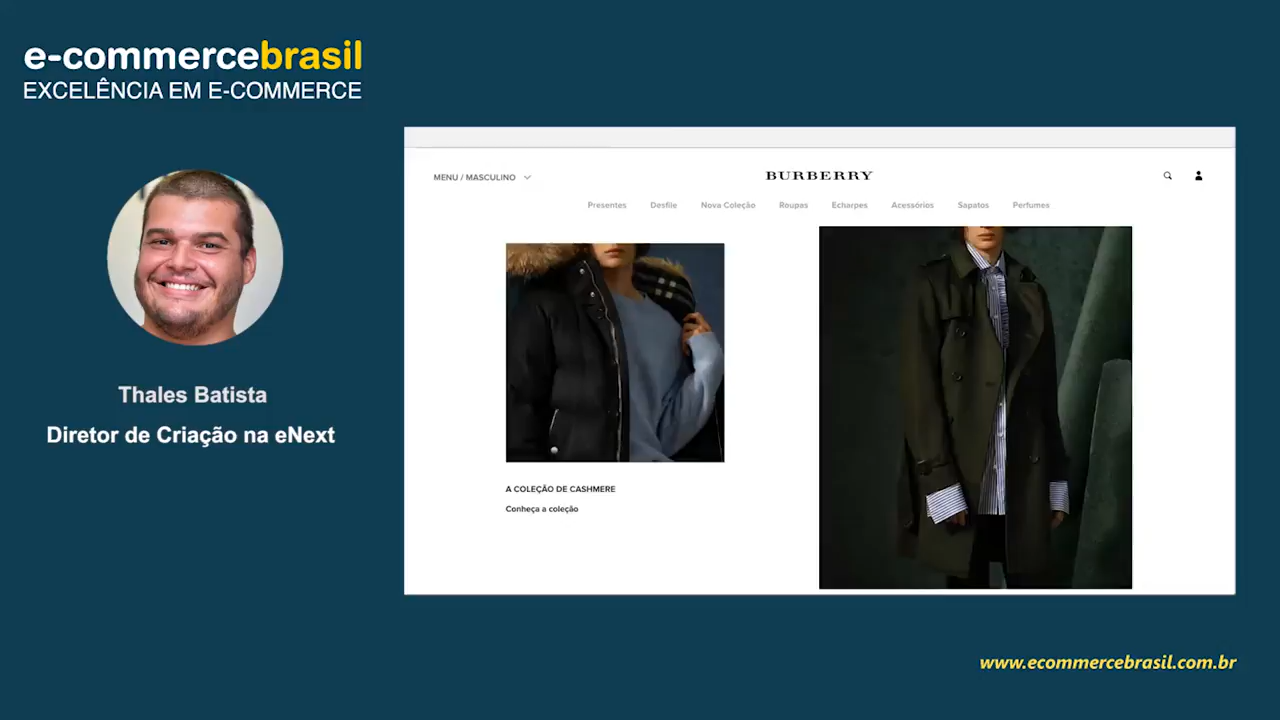 e-commercebrasil
EXCELÊNCIA EM E-COMMERCE
Thales Batista
Diretor de Criação na eNext
MENU / MASCULINO
BURBERRY
Presentes Desfile Nova Coleção Roupas Echarpes Acessórios Sapatos Perfumes
A COLEÇÃO DE CASHMERE
Conheça a coleção
www.ecommercebrasil.com.br